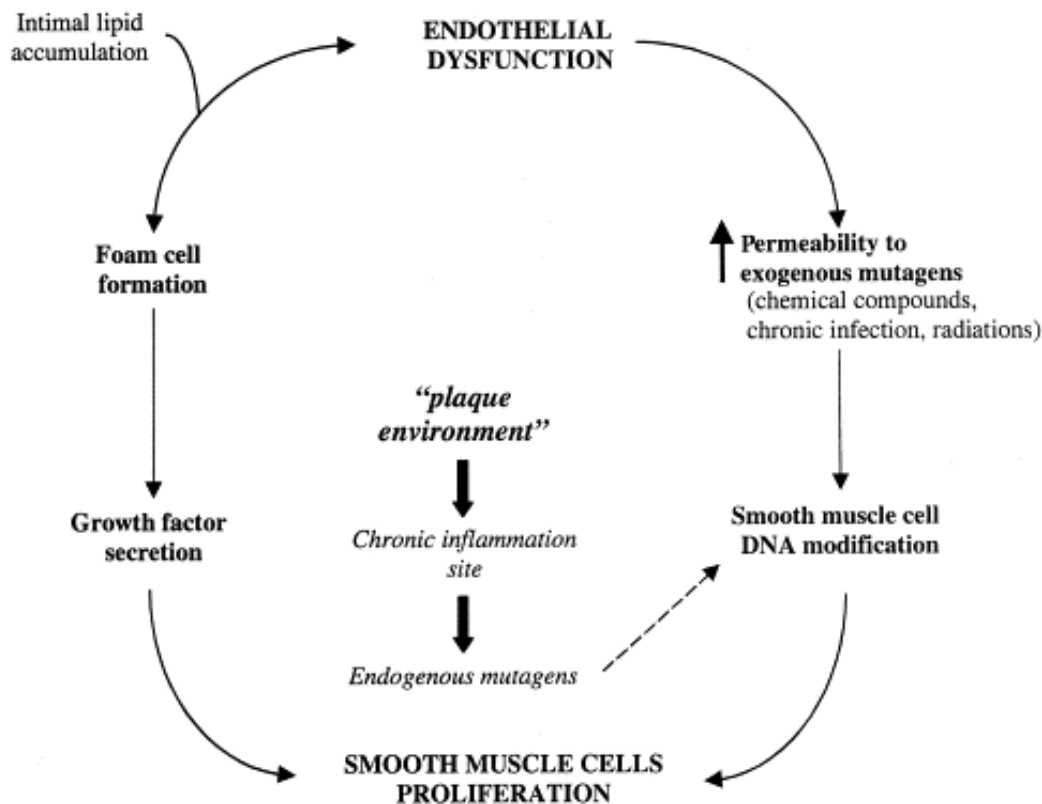 Intimal lipid
accumulation
ENDOTHELIAL
DYSFUNCTION
Foam cell
formation
Permeability to
exogenous mutagens
(chemical compounds,
chronic infection, radiations)
“plaque
environment”
Growth factor
secretion
Chronic inflammation
site
Smooth muscle cell
DNA modification
Endogenous mutagens
SMOOTH MUSCLE CELLS
PROLIFERATION